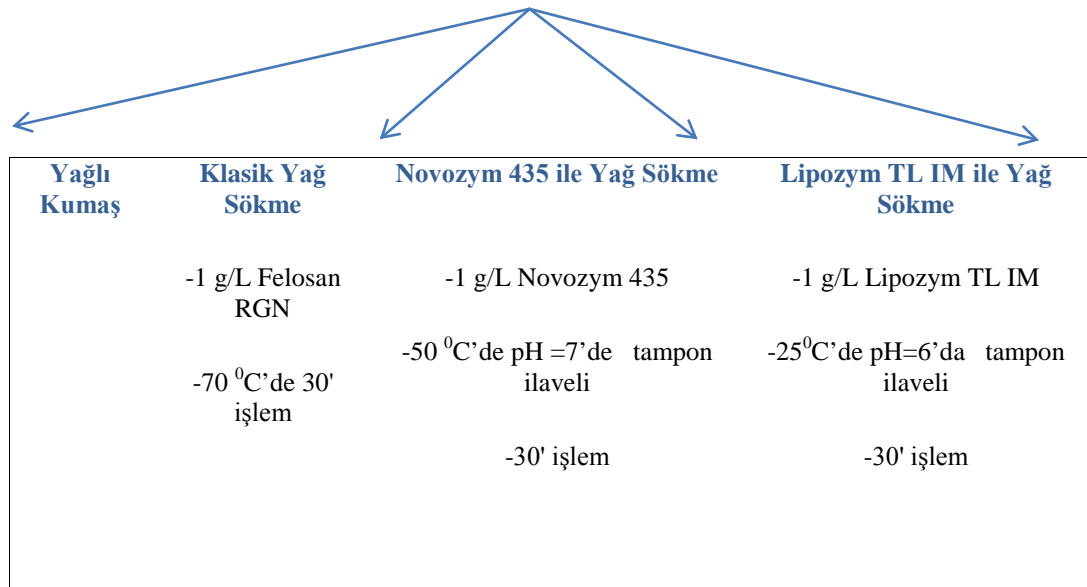 Yağlı
Kumaş
Klasik Yağ
Sökme
-1 g/L Felosan
RGN
-70 ⁰C’de 30'
işlem
Novozym 435 ile Yağ Sökme
-1 g/L Novozym 435
-50 ⁰C’de pH =7’de tampon
ilaveli
-30' işlem
Lipozym TL IM ile Yağ
Sökme
-1 g/L Lipozym TL IM
-25⁰C’de pH=6’da tampon
ilaveli
-30' işlem